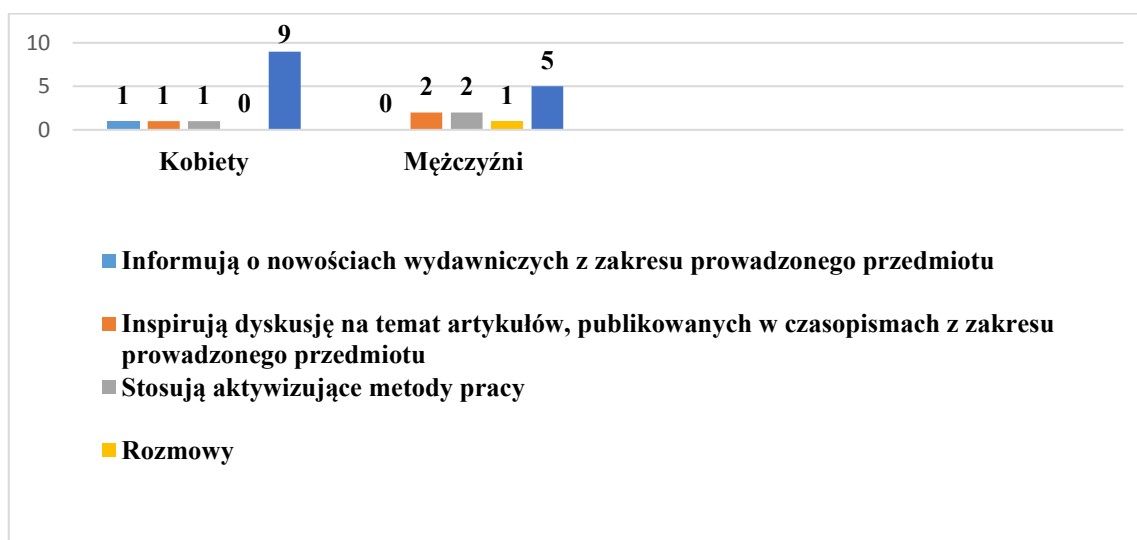 10
5
0
1
1
1
0
9
0
2
2
1
5
Kobiety
Mężczyźni
Informują o nowościach wydawniczych z zakresu prowadzonego przedmiotu
Inspirują dyskusję na temat artykułów, publikowanych w czasopismach z zakresu
prowadzonego przedmiotu
Stosują aktywizujące metody pracy
Rozmowy